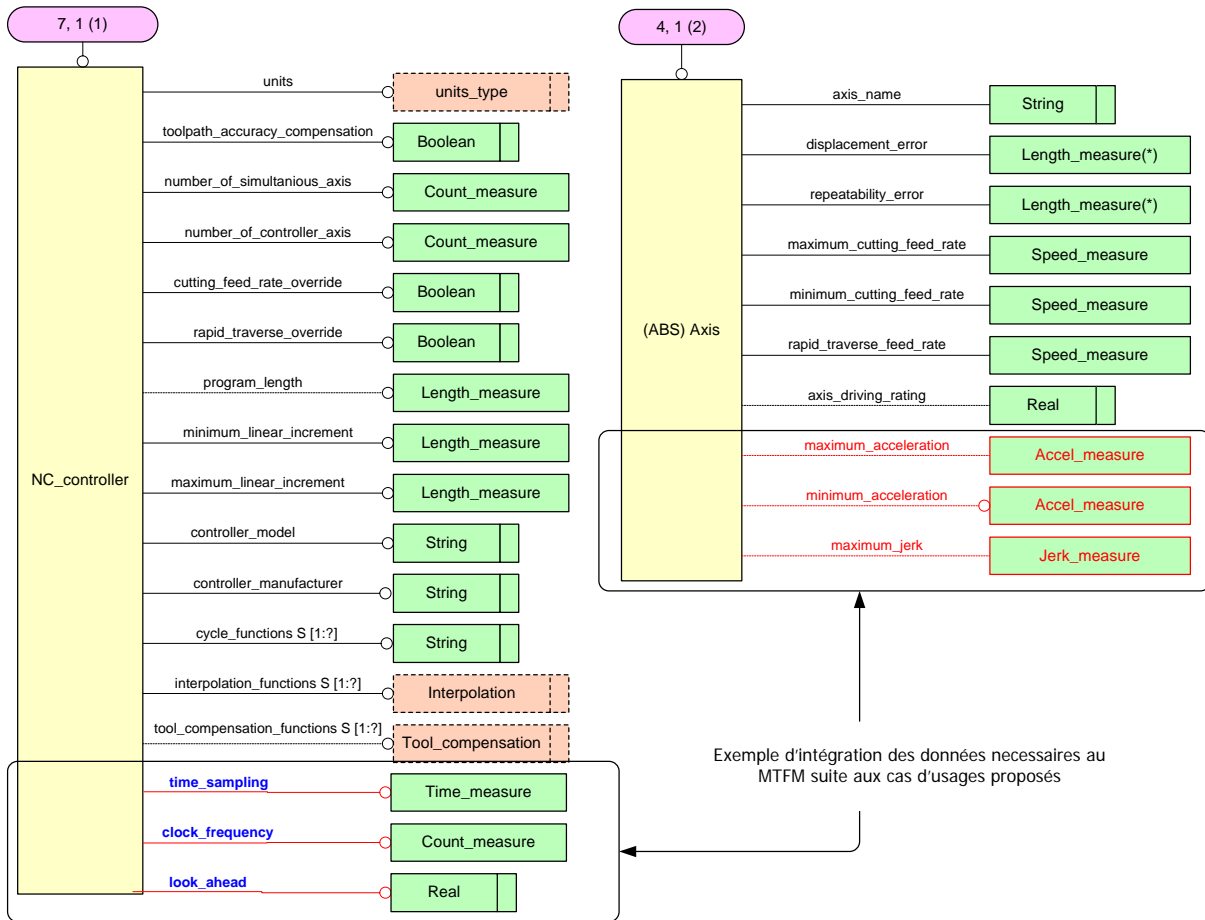 7, 1 (1)
NC_controller
units
units_type
toolpath_accuracy_compensation
Boolean
number_of_simultanious_axis
Count_measure
number_of_controller_axis
Count_measure
cutting_feed_rate_override
Boolean
rapid_traverse_override
Boolean
program_length
Length_measure
minimum_linear_increment
Length_measure
maximum_linear_increment
Length_measure
controller_model
String
controller_manufacturer
String
cycle_functions S [1:?]
String
interpolation_functions S [1:?]
Interpolation
tool_compensation_functions S [1:?]
Tool_compensation
time_sampling
Time_measure
clock_frequency
Count_measure
look_ahead
Real
4, 1 (2)
(ABS) Axis
axis_name
String
displacement_error
Length_measure(*)
repeatability_error
Length_measure(*)
maximum_cutting_feed_rate
Speed_measure
minimum_cutting_feed_rate
Speed_measure
rapid_traverse_feed_rate
Speed_measure
axis_driving_rating
Real
maximum_acceleration
Accel_measure
minimum_acceleration
Accel_measure
maximum_jerk
Jerk_measure
Exemple d'intégration des données necessaires au
MTFM suite aux cas d'usages proposés